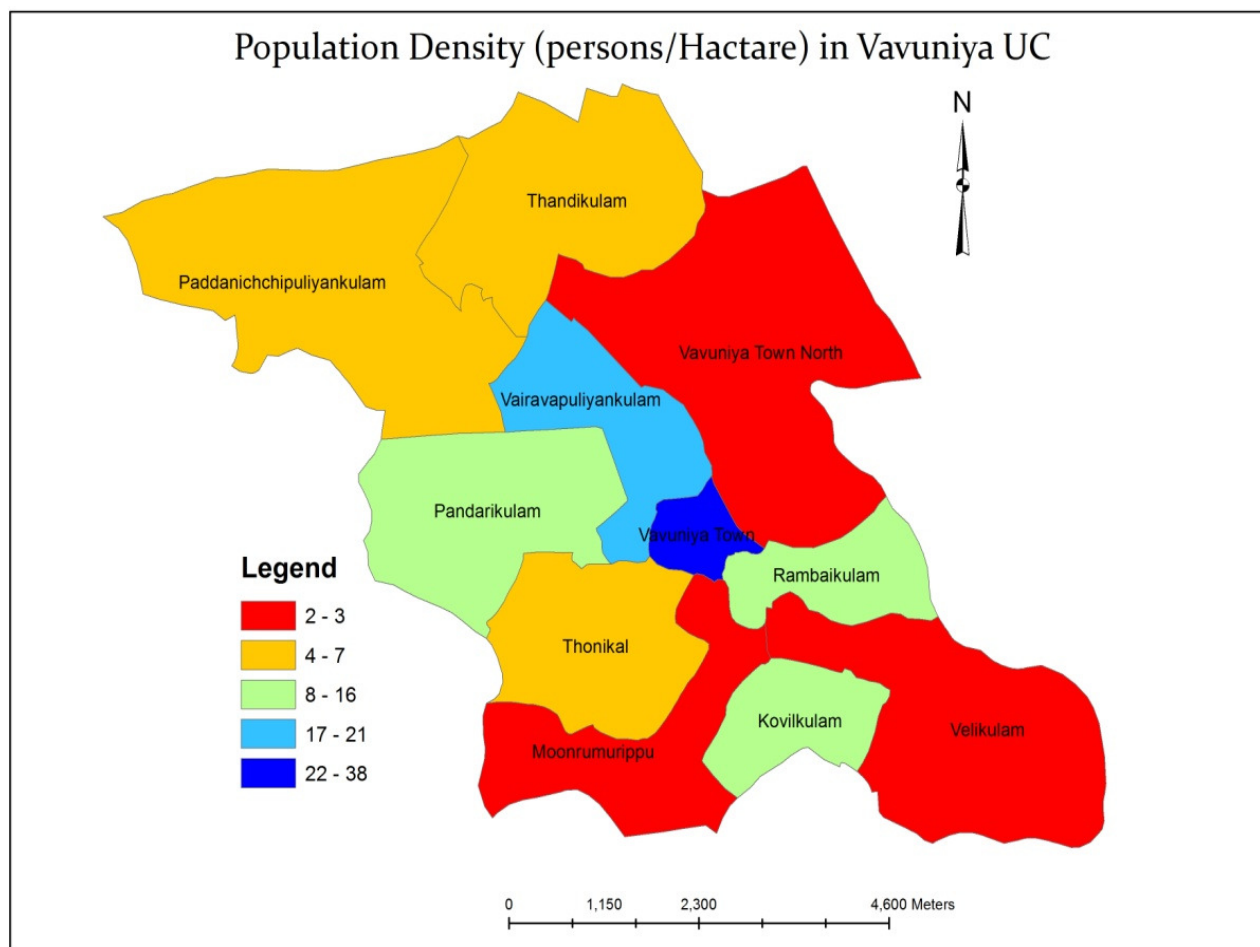 Population Density (persons/Hactare) in Vavuniya UC
N
Thandikulam
Paddanichchipuliyankulam
Vavuniya Town North
Vairavapuliyankulam
Pandarikulam
Vavuniya Town
Rambaikulam
Thonikal
Kovilkulam
Velikulam
Moonrumurippu
Legend
2 - 3
4 - 7
8 - 16
17 - 21
22 - 38
0 1,150 2,300 4,600 Meters